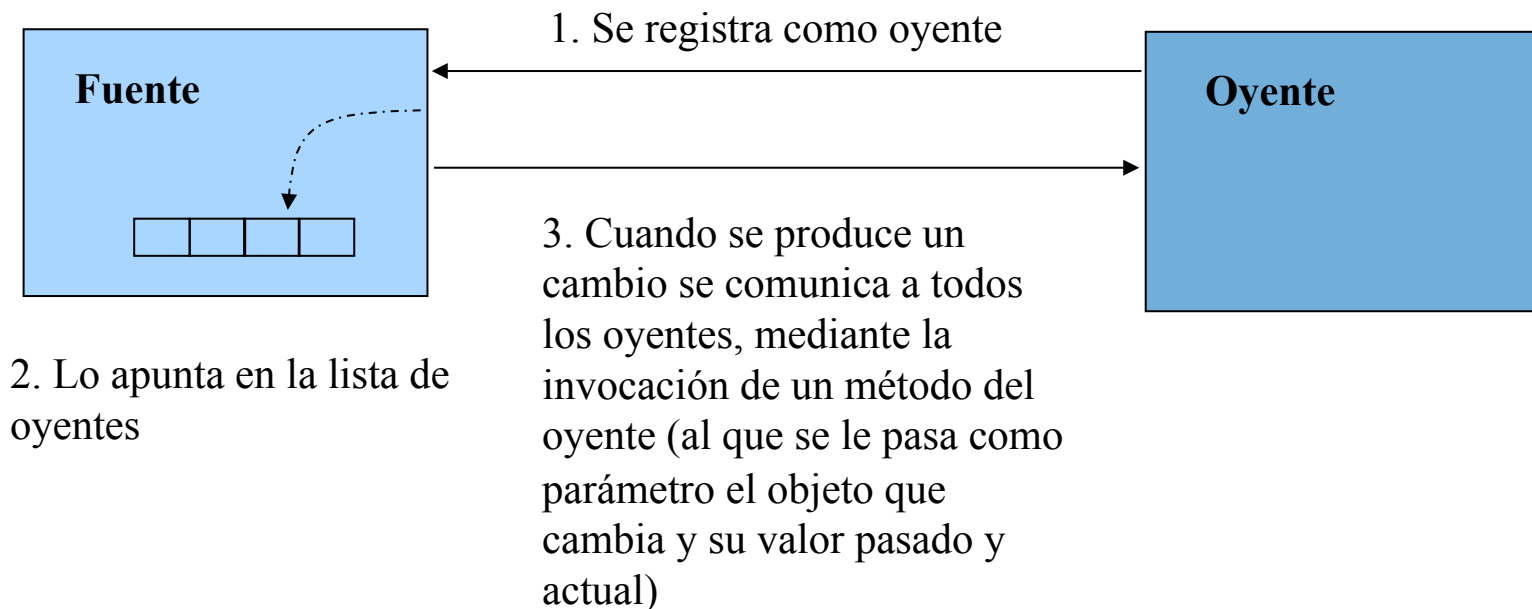 1. Se registra como oyente
Fuente
Oyente
2. Lo apunta en la lista de
oyentes
3. Cuando se produce un
cambio se comunica a todos
los oyentes, mediante la
invocación de un método del
oyente (al que se le pasa como
parámetro el objeto que
cambia y su valor pasado y
actual)